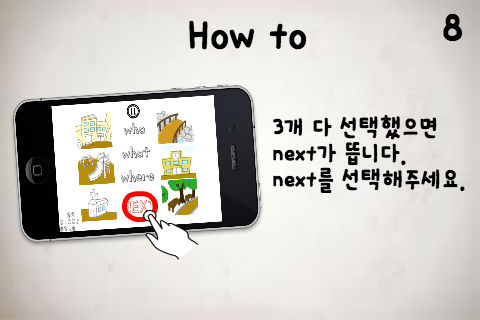 How to
8
who
what
where
3개 다 선택했으면
next가 뜹니다.
next를 선택해주세요.